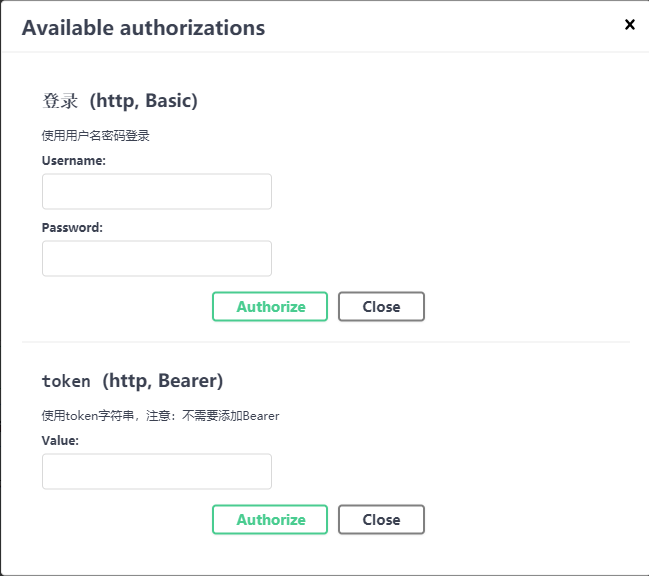 Available authorizations
×
登录 (http, Basic)
使用用户名密码登录
Username:
Password:
Authorize Close
token (http, Bearer)
使用token字符串，注意：不需要添加Bearer
Value:
Authorize Close